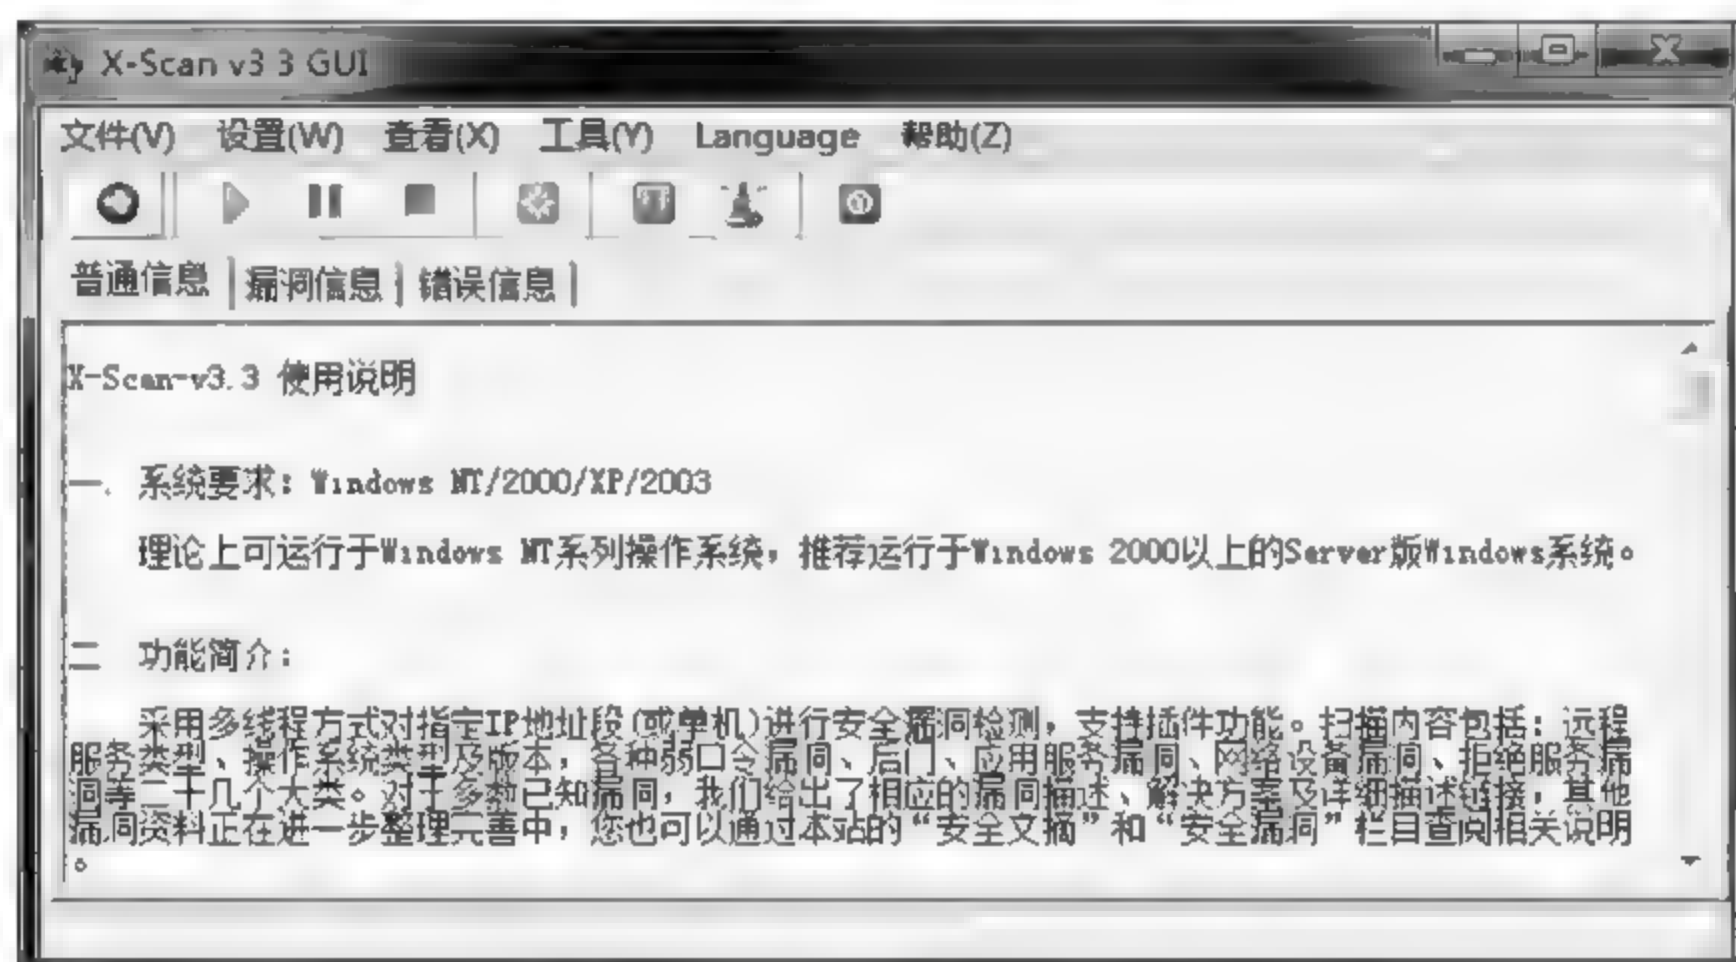 X-Scan v3 3 GUI
文件(V) 设置(W) 查看(X) 工具(Y) Language 帮助(Z)
普通信息 漏洞信息 错误信息
X-Scan-v3.3 使用说明
一. 系统要求：Windows NT/2000/XP/2003
理论上可运行于Windows NT系列操作系统，推荐运行于Windows 2000以上的Server版Windows系统。
二 功能简介：
采用多线程方式对指定IP地址段(或单机)进行安全漏洞检测，支持插件功能。扫描内容包括：远程
服务类型、操作系统类型及版本，各种弱口令漏洞、后门、应用服务漏洞、网络设备漏洞、拒绝服务漏
洞等二十几个大类。对于多数已知漏洞，我们给出了相应的漏洞描述、解决方案及详细描述链接，其他
漏洞资料正在进一步整理完善中，您也可以通过本站的“安全文摘”和“安全漏洞”栏目查阅相关说明
。